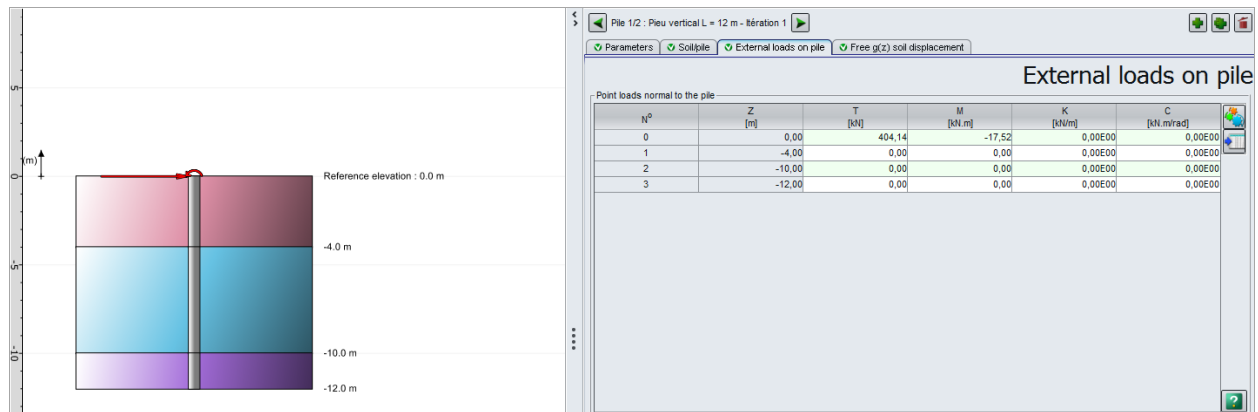 Pile 1/2 : Pieu vertical L = 12 m - Itération 1
Parameters Soil/pile External loads on pile Free g(z) soil displacement
External loads on pile
Point loads normal to the pile
N° Z [m] T [kN] M [kN.m] K [kN/m] C [kN.m/rad]
0 0,00 404,14 -17,52 0,00E00 0,00E00
1 -4,00 0,00 0,00 0,00E00 0,00E00
2 -10,00 0,00 0,00 0,00E00 0,00E00
3 -12,00 0,00 0,00 0,00E00 0,00E00
5
(m)
0
Reference elevation : 0.0 m
-4.0 m
-5
-10
-10.0 m
-12.0 m
?